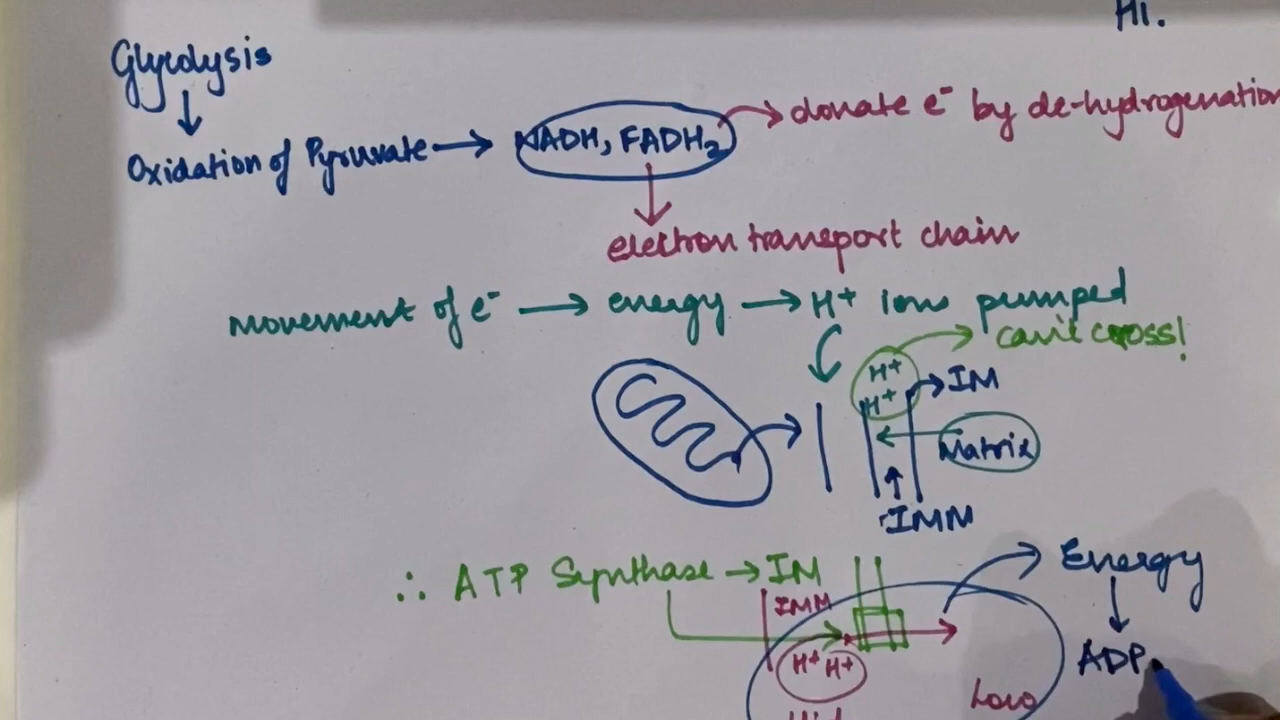 HI.
Glycolysis
Oxidation of Pyruvate → NADH, FADH₂ → donate e⁻ by de-hydrogenation
electron transport chain
Movement of e⁻ → energy → H⁺ ions pumped
can't cross!
H⁺
H⁺ → IM
Matrix
IMM
∴ ATP Synthase → IM
Energy
IMM
H⁺ H⁺
ADP
Low